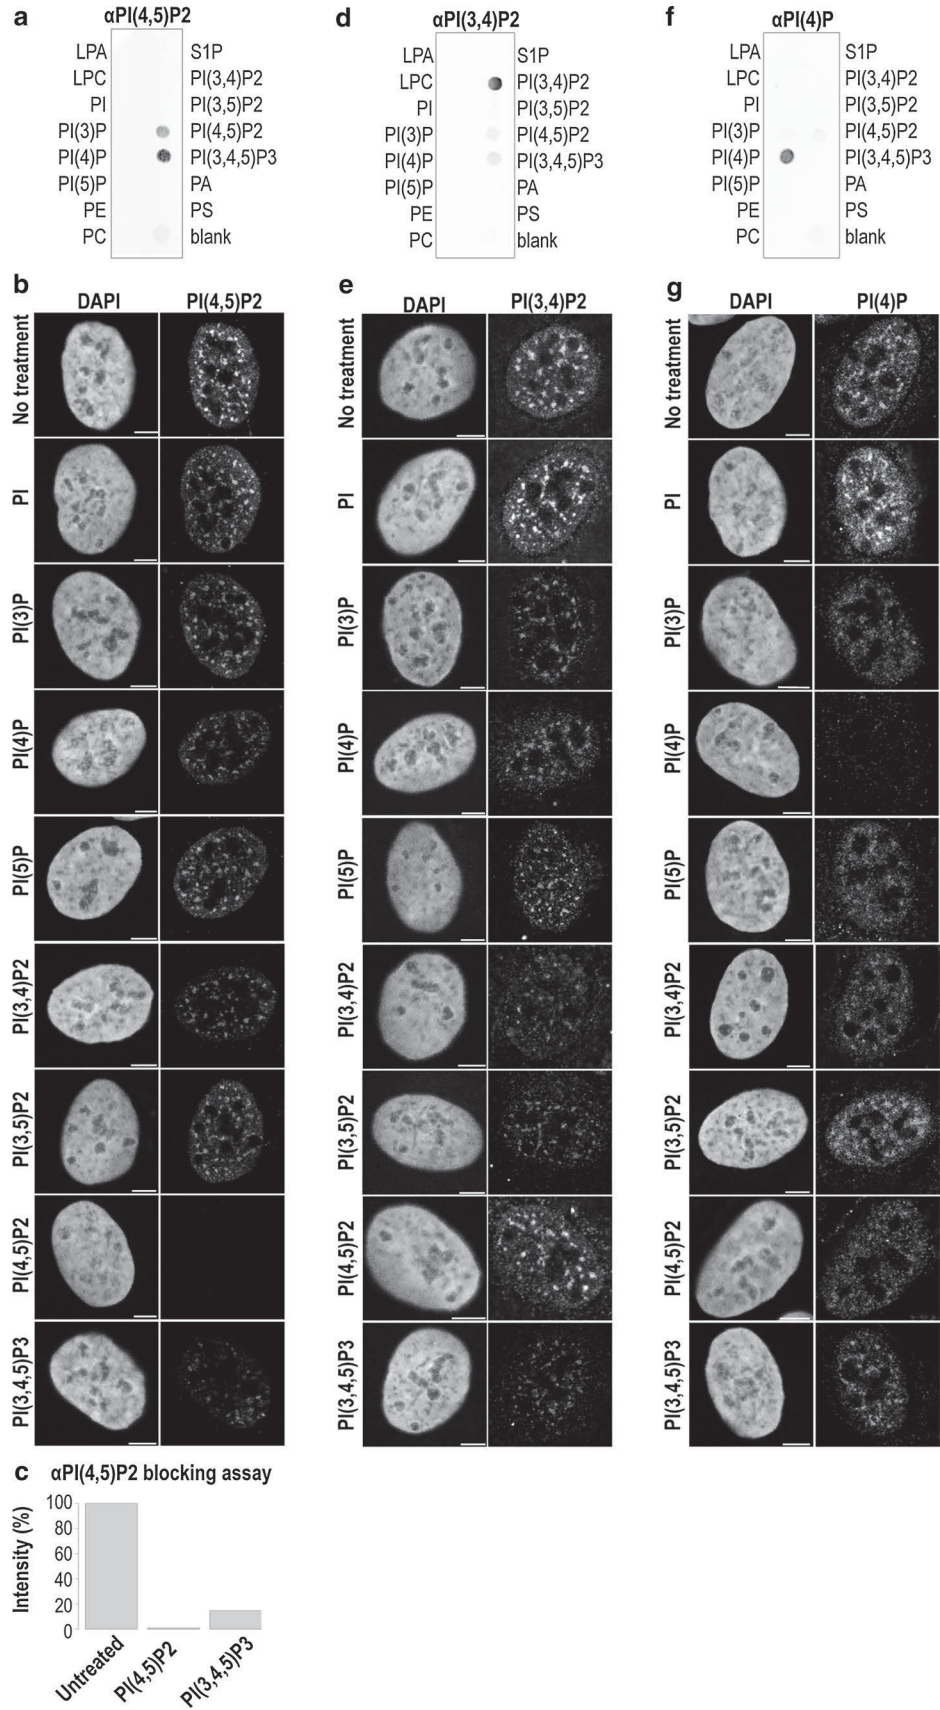 a
αPI(4,5)P2
LPA S1P
LPC PI(3,4)P2
PI PI(3,5)P2
PI(3)P PI(4,5)P2
PI(4)P PI(3,4,5)P3
PI(5)P PA
PE PS
PC blank
d
αPI(3,4)P2
LPA S1P
LPC PI(3,4)P2
PI PI(3,5)P2
PI(3)P PI(4,5)P2
PI(4)P PI(3,4,5)P3
PI(5)P PA
PE PS
PC blank
f
αPI(4)P
LPA S1P
LPC PI(3,4)P2
PI PI(3,5)P2
PI(3)P PI(4,5)P2
PI(4)P PI(3,4,5)P3
PI(5)P PA
PE PS
PC blank
b
DAPI PI(4,5)P2
No treatment
PI
PI(3)P
PI(4)P
PI(5)P
PI(3,4)P2
PI(3,5)P2
PI(4,5)P2
PI(3,4,5)P3
e
DAPI PI(3,4)P2
No treatment
PI
PI(3)P
PI(4)P
PI(5)P
PI(3,4)P2
PI(3,5)P2
PI(4,5)P2
PI(3,4,5)P3
g
DAPI PI(4)P
No treatment
PI
PI(3)P
PI(4)P
PI(5)P
PI(3,4)P2
PI(3,5)P2
PI(4,5)P2
PI(3,4,5)P3
c
αPI(4,5)P2 blocking assay
Intensity (%)
100
80
60
40
20
0
Untreated
PI(4,5)P2
PI(3,4,5)P3